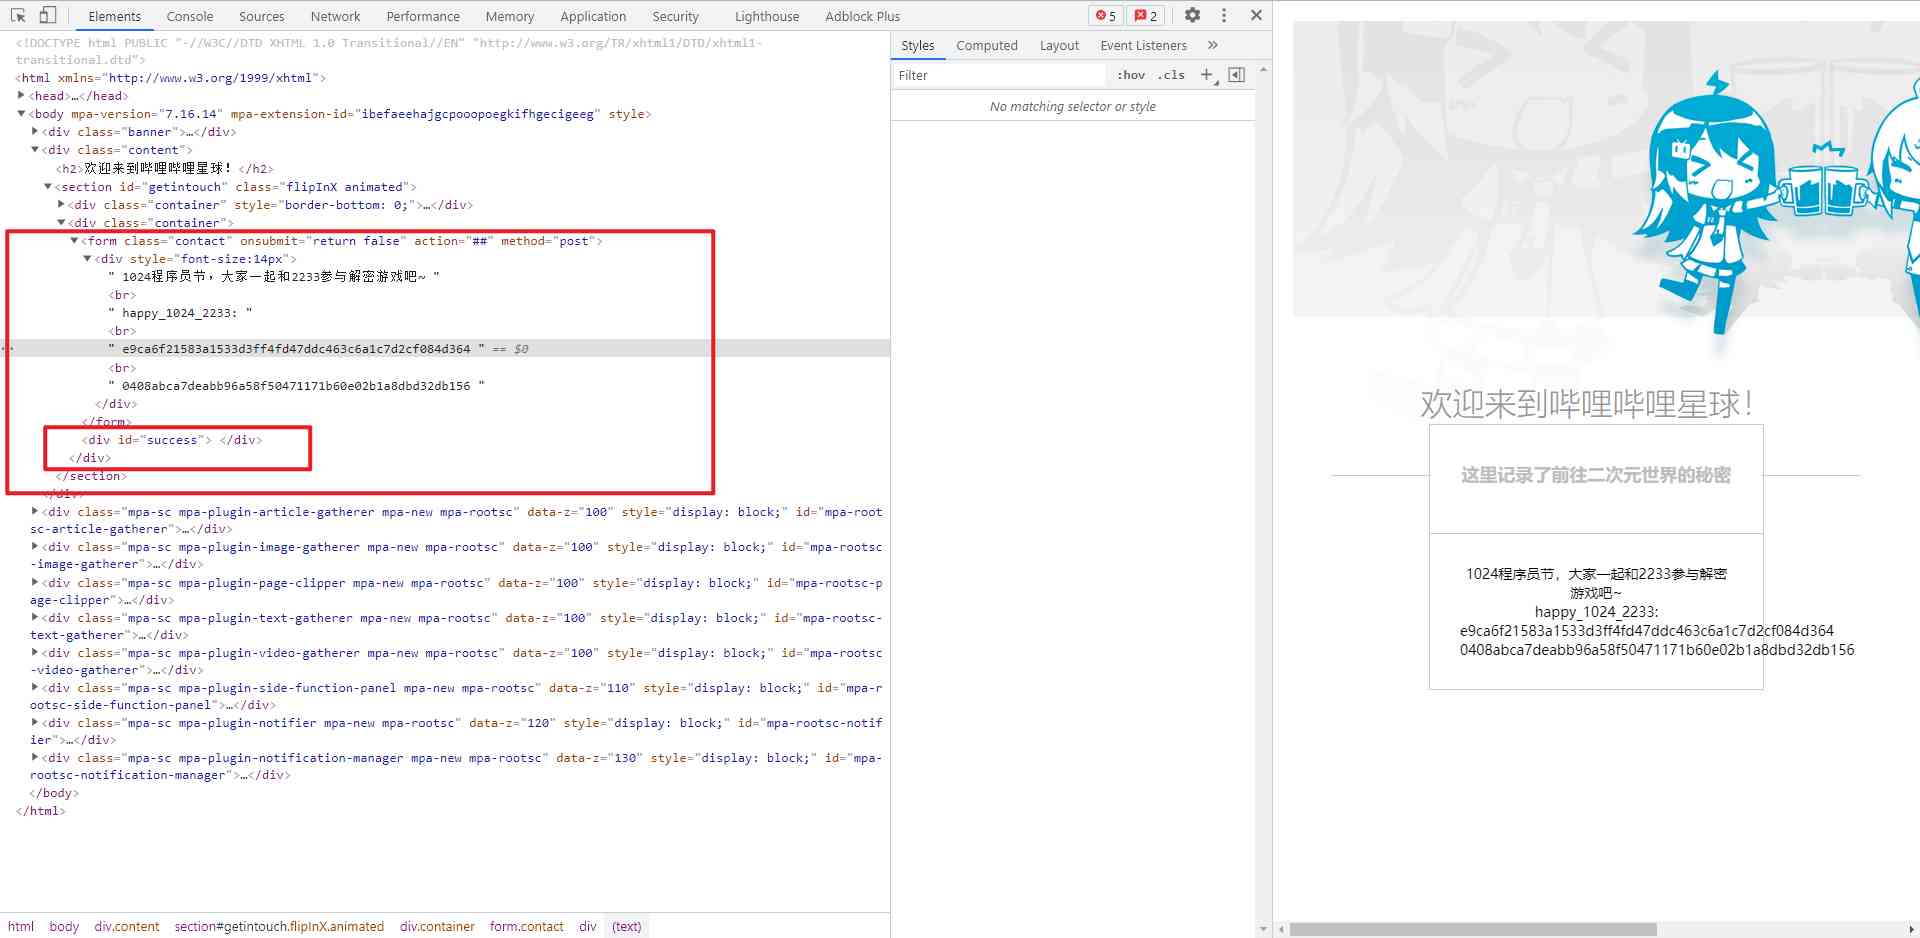 Elements Console Sources Network Performance Memory Application Security Lighthouse Adblock Plus 5 2
<!DOCTYPE html PUBLIC "-//W3C//DTD XHTML 1.0 Transitional//EN" "http://www.w3.org/TR/xhtml1/DTD/xhtml1-
transitional.dtd">
<html xmlns="http://www.w3.org/1999/xhtml">
<head>…</head>
<body mpa-version="7.16.14" mpa-extension-id="ibefaeehajgcpooopoegkifhgecigeeg" style>
<div class="banner">…</div>
<div class="content">
<h2>欢迎来到哔哩哔哩星球！</h2>
<section id="getintouch" class="flipInX animated">
<div class="container" style="border-bottom: 0;">…</div>
<div class="container">
<form class="contact" onsubmit="return false" action="##" method="post">
<div style="font-size:14px">
" 1024程序员节，大家一起和2233参与解密游戏吧~ "
<br>
" happy_1024_2233: "
<br>
" e9ca6f21583a1533d3ff4fd47ddc463c6a1c7d2cf084d364 " == $0
<br>
" 0408abca7deabb96a58f50471171b60e02b1a8dbd32db156 "
</div>
</form>
<div id="success"> </div>
</div>
</section>
</div>
<div class="mpa-sc mpa-plugin-article-gatherer mpa-new mpa-rootsc" data-z="100" style="display: block;" id="mpa-root
sc-article-gatherer">…</div>
<div class="mpa-sc mpa-plugin-image-gatherer mpa-new mpa-rootsc" data-z="100" style="display: block;" id="mpa-rootsc
-image-gatherer">…</div>
<div class="mpa-sc mpa-plugin-page-clipper mpa-new mpa-rootsc" data-z="100" style="display: block;" id="mpa-rootsc-p
age-clipper">…</div>
<div class="mpa-sc mpa-plugin-text-gatherer mpa-new mpa-rootsc" data-z="100" style="display: block;" id="mpa-rootsc-
text-gatherer">…</div>
<div class="mpa-sc mpa-plugin-video-gatherer mpa-new mpa-rootsc" data-z="100" style="display: block;" id="mpa-rootsc
-video-gatherer">…</div>
<div class="mpa-sc mpa-plugin-side-function-panel mpa-new mpa-rootsc" data-z="110" style="display: block;" id="mpa-r
ootsc-side-function-panel">…</div>
<div class="mpa-sc mpa-plugin-notifier mpa-new mpa-rootsc" data-z="120" style="display: block;" id="mpa-rootsc-notif
ier">…</div>
<div class="mpa-sc mpa-plugin-notification-manager mpa-new mpa-rootsc" data-z="130" style="display: block;" id="mpa-
rootsc-notification-manager">…</div>
</body>
</html>
html body div.content section#getintouch.flipInX.animated div.container form.contact div (text)
Styles Computed Layout Event Listeners
Filter :hov .cls
No matching selector or style
欢迎来到哔哩哔哩星球！
这里记录了前往二次元世界的秘密
1024程序员节，大家一起和2233参与解密
游戏吧~
happy_1024_2233:
e9ca6f21583a1533d3ff4fd47ddc463c6a1c7d2cf084d364
0408abca7deabb96a58f50471171b60e02b1a8dbd32db156